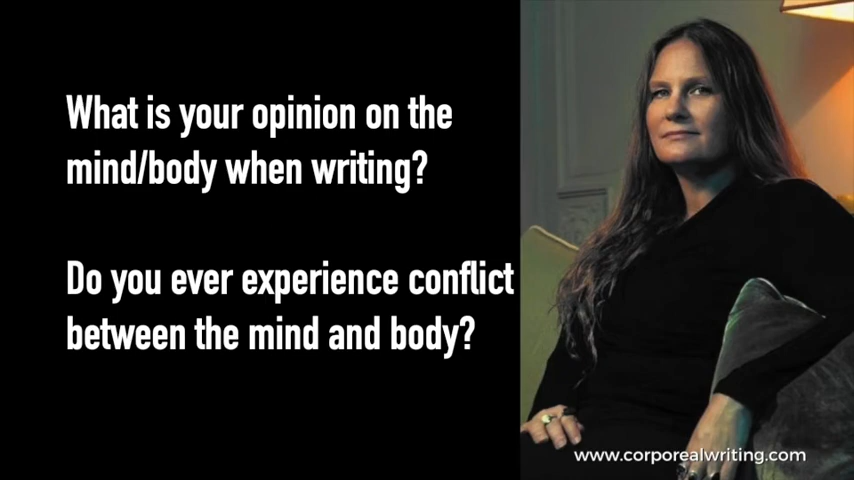 What is your opinion on the
mind/body when writing?
Do you ever experience conflict
between the mind and body?
www.corporealwriting.com